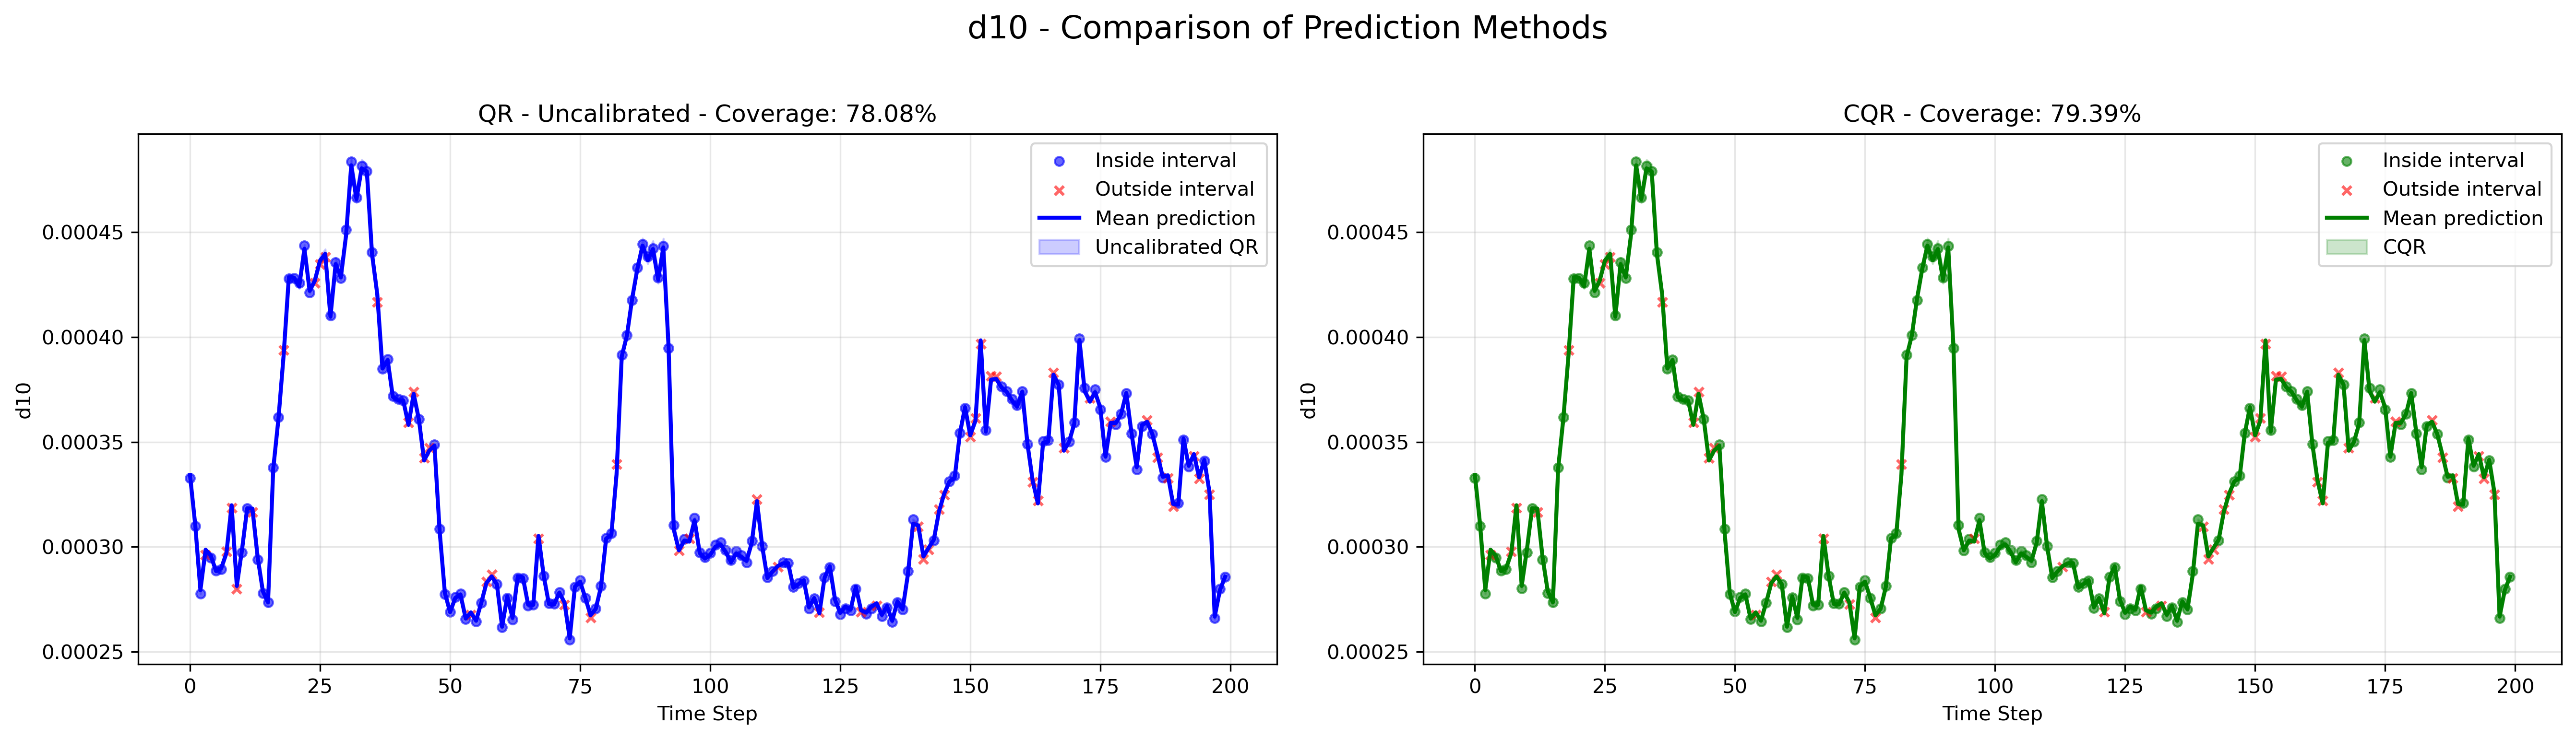 d10 - Comparison of Prediction Methods
QR - Uncalibrated - Coverage: 78.08%
Inside interval
Outside interval
Mean prediction
Uncalibrated QR
0.00045
0.00040
0.00035
0.00030
0.00025
d10
0
25
50
75
100
125
150
175
200
Time Step
CQR - Coverage: 79.39%
Inside interval
Outside interval
Mean prediction
CQR
0.00045
0.00040
0.00035
0.00030
0.00025
d10
0
25
50
75
100
125
150
175
200
Time Step